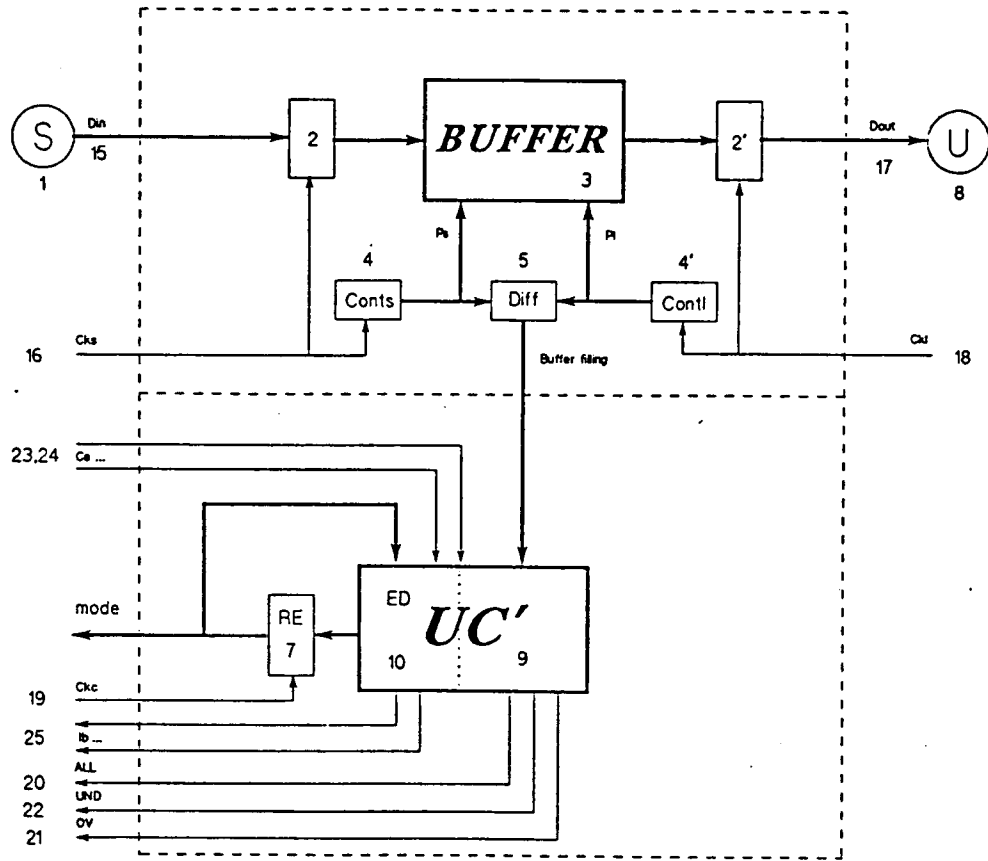 S
1
Din
15
2
BUFFER
3
2'
Dout
17
U
8
Ps
Pl
4
5
4'
Conts
Diff
Contl
16
Cks
Buffer filling
Ckl
18
23,24
Ce ...
mode
RE
7
ED
UC'
10
9
19
Ckc
25
Ib ...
20
ALL
22
UND
21
OV